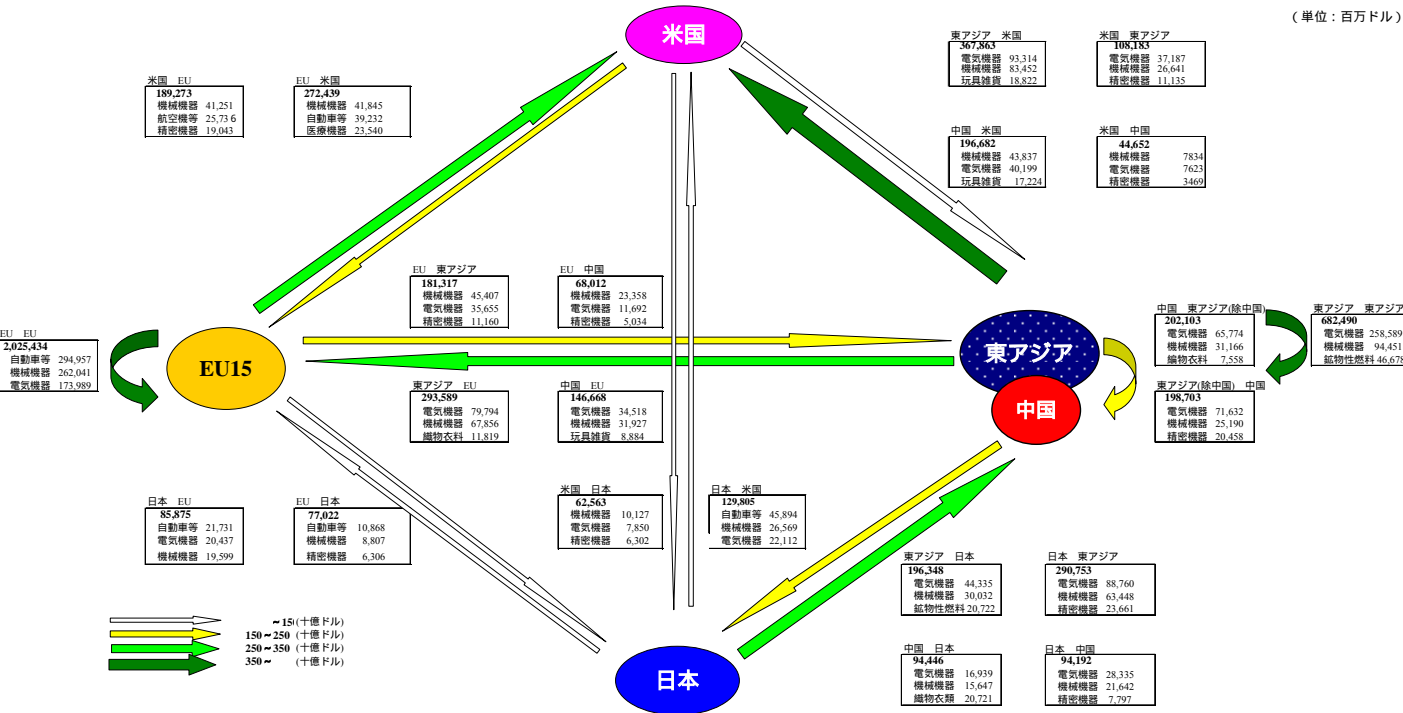 （単位：百万ドル）
米国
東アジア　米国
367,863
電気機器 93,314
機械機器 83,452
玩具雑貨 18,822
米国　東アジア
108,183
電気機器 37,187
機械機器 26,641
精密機器 11,135
米国　EU
189,273
機械機器 41,251
航空機等 25,736
精密機器 19,043
EU　米国
272,439
機械機器 41,845
自動車等 39,232
医療機器 23,540
中国　米国
196,682
機械機器 43,837
電気機器 40,199
玩具雑貨 17,224
米国　中国
44,652
機械機器 7834
電気機器 7623
精密機器 3469
EU　東アジア
181,317
機械機器 45,407
電気機器 35,655
精密機器 11,160
EU　中国
68,012
機械機器 23,358
電気機器 11,692
精密機器 5,034
EU　EU
2,025,434
自動車等 294,957
機械機器 262,041
電気機器 173,989
EU15
東アジア
中国
中国　東アジア(除中国)
202,103
電気機器 65,774
機械機器 31,166
編物衣料 7,558
東アジア　東アジア
682,490
電気機器 258,589
機械機器 94,451
鉱物性燃料 46,678
東アジア　EU
293,589
電気機器 79,794
機械機器 67,856
織物衣料 11,819
中国　EU
146,668
電気機器 34,518
機械機器 31,927
玩具雑貨 8,884
東アジア(除中国)　中国
198,703
電気機器 71,632
機械機器 25,190
精密機器 20,458
日本　EU
85,875
自動車等 21,731
電気機器 20,437
機械機器 19,599
EU　日本
77,022
自動車等 10,868
機械機器 8,807
精密機器 6,306
米国　日本
62,563
機械機器 10,127
電気機器 7,850
精密機器 6,302
日本　米国
129,805
自動車等 45,894
機械機器 26,569
電気機器 22,112
東アジア　日本
196,348
電気機器 44,335
機械機器 30,032
鉱物性燃料 20,722
日本　東アジア
290,753
電気機器 88,760
機械機器 63,448
精密機器 23,661
～15(十億ドル)
150～250 (十億ドル)
250～350 (十億ドル)
350～ (十億ドル)
日本
中国　日本
94,446
電気機器 16,939
機械機器 15,647
織物衣類 20,721
日本　中国
94,192
電気機器 28,335
機械機器 21,642
精密機器 7,797